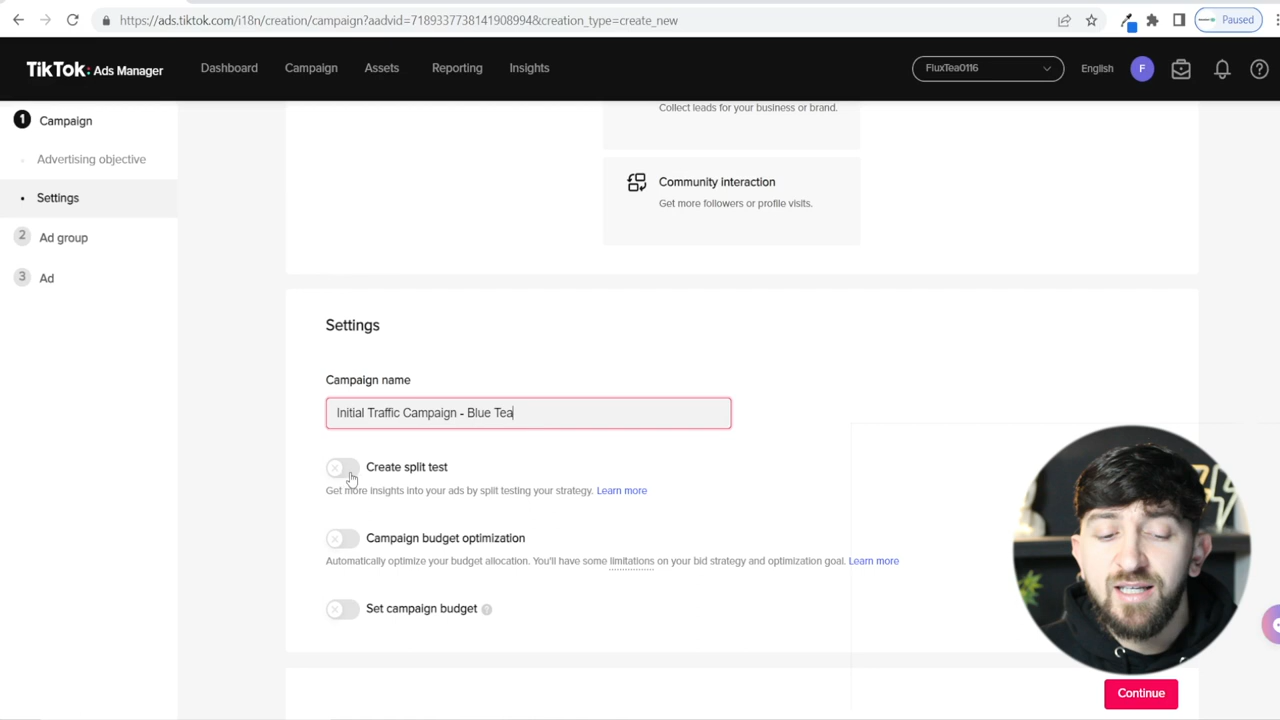 https://ads.tiktok.com/i18n/creation/campaign?aadvid=7189337738141908994&creation_type=create_new
Paused
TikTok: Ads Manager
Dashboard
Campaign
Assets
Reporting
Insights
FluxTea0116
English
F
1 Campaign
Advertising objective
Settings
2 Ad group
3 Ad
Collect leads for your business or brand.
Community interaction
Get more followers or profile visits.
Settings
Campaign name
Initial Traffic Campaign - Blue Tea
Create split test
Get more insights into your ads by split testing your strategy. Learn more
Campaign budget optimization
Automatically optimize your budget allocation. You'll have some limitations on your bid strategy and optimization goal. Learn more
Set campaign budget ?
Continue